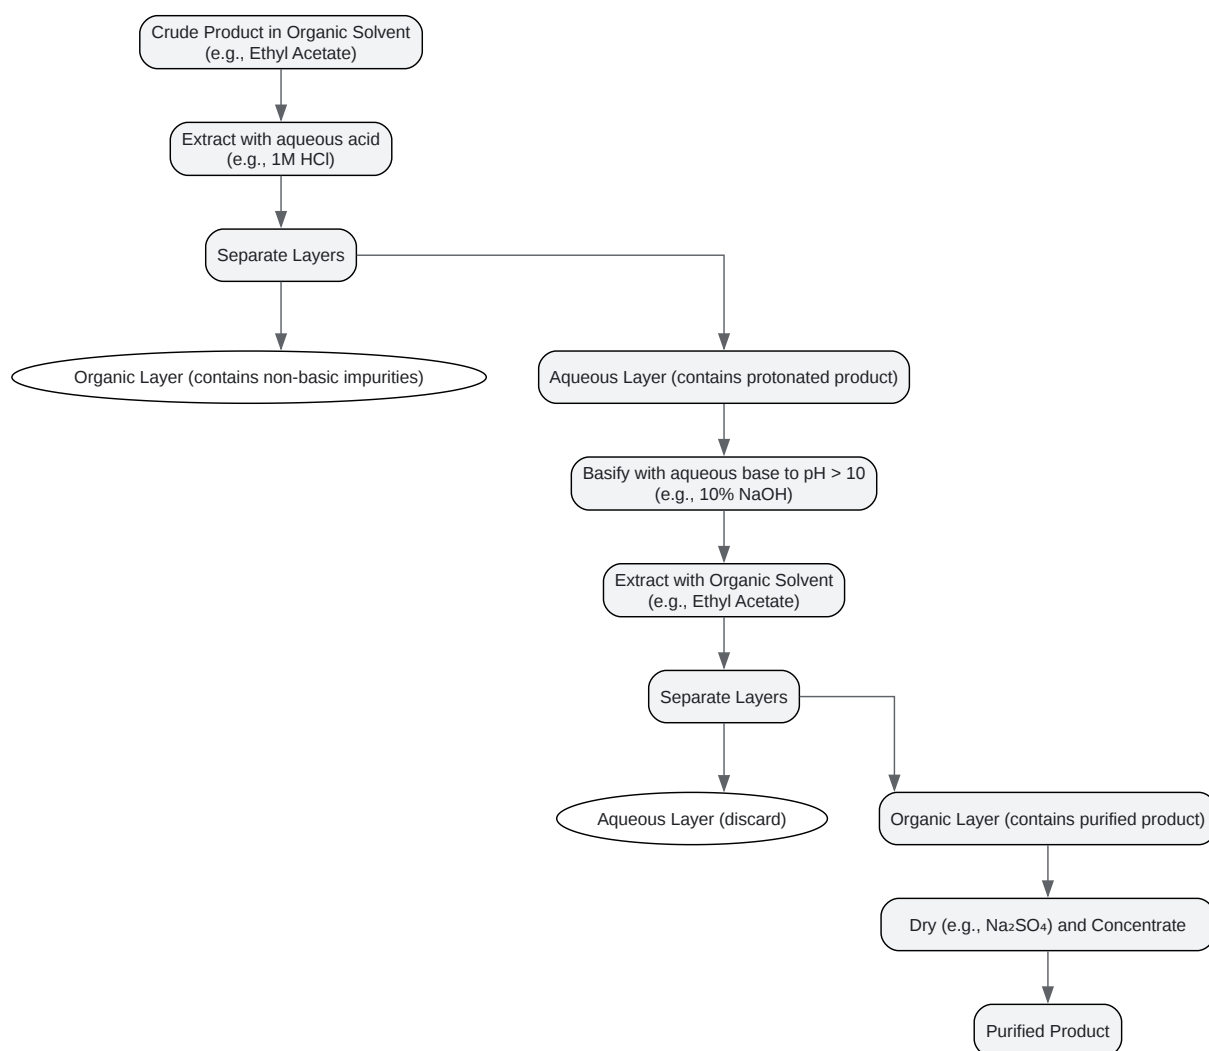 Crude Product in Organic Solvent
(e.g., Ethyl Acetate)
Extract with aqueous acid
(e.g., 1M HCl)
Separate Layers
Organic Layer (contains non-basic impurities)
Aqueous Layer (contains protonated product)
Basify with aqueous base to pH > 10
(e.g., 10% NaOH)
Extract with Organic Solvent
(e.g., Ethyl Acetate)
Separate Layers
Aqueous Layer (discard)
Organic Layer (contains purified product)
Dry (e.g., Na₂SO₄) and Concentrate
Purified Product